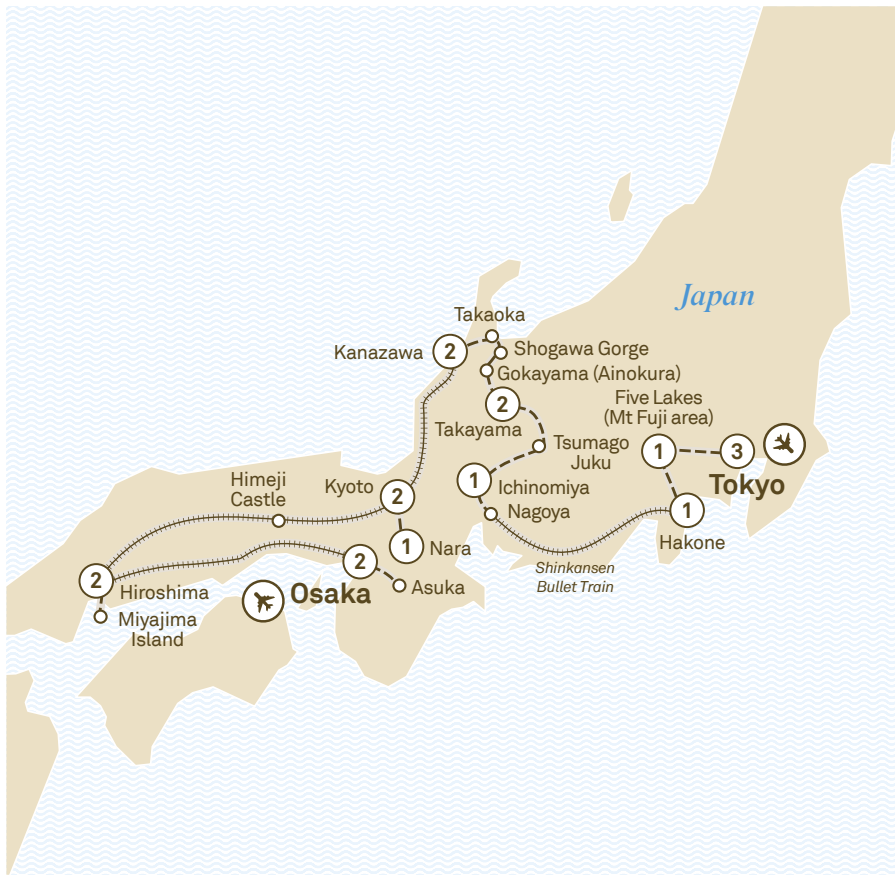 Japan
Takaoka
Kanazawa
2
Shogawa Gorge
Gokayama (Ainokura)
2
Takayama
Five Lakes
(Mt Fuji area)
1
3
Tokyo
Tsumago
Juku
1
Ichinomiya
Nagoya
1
Hakone
Shinkansen
Bullet Train
Himeji
Castle
Kyoto
2
1
Nara
2
Osaka
Asuka
2
Hiroshima
Miyajima
Island